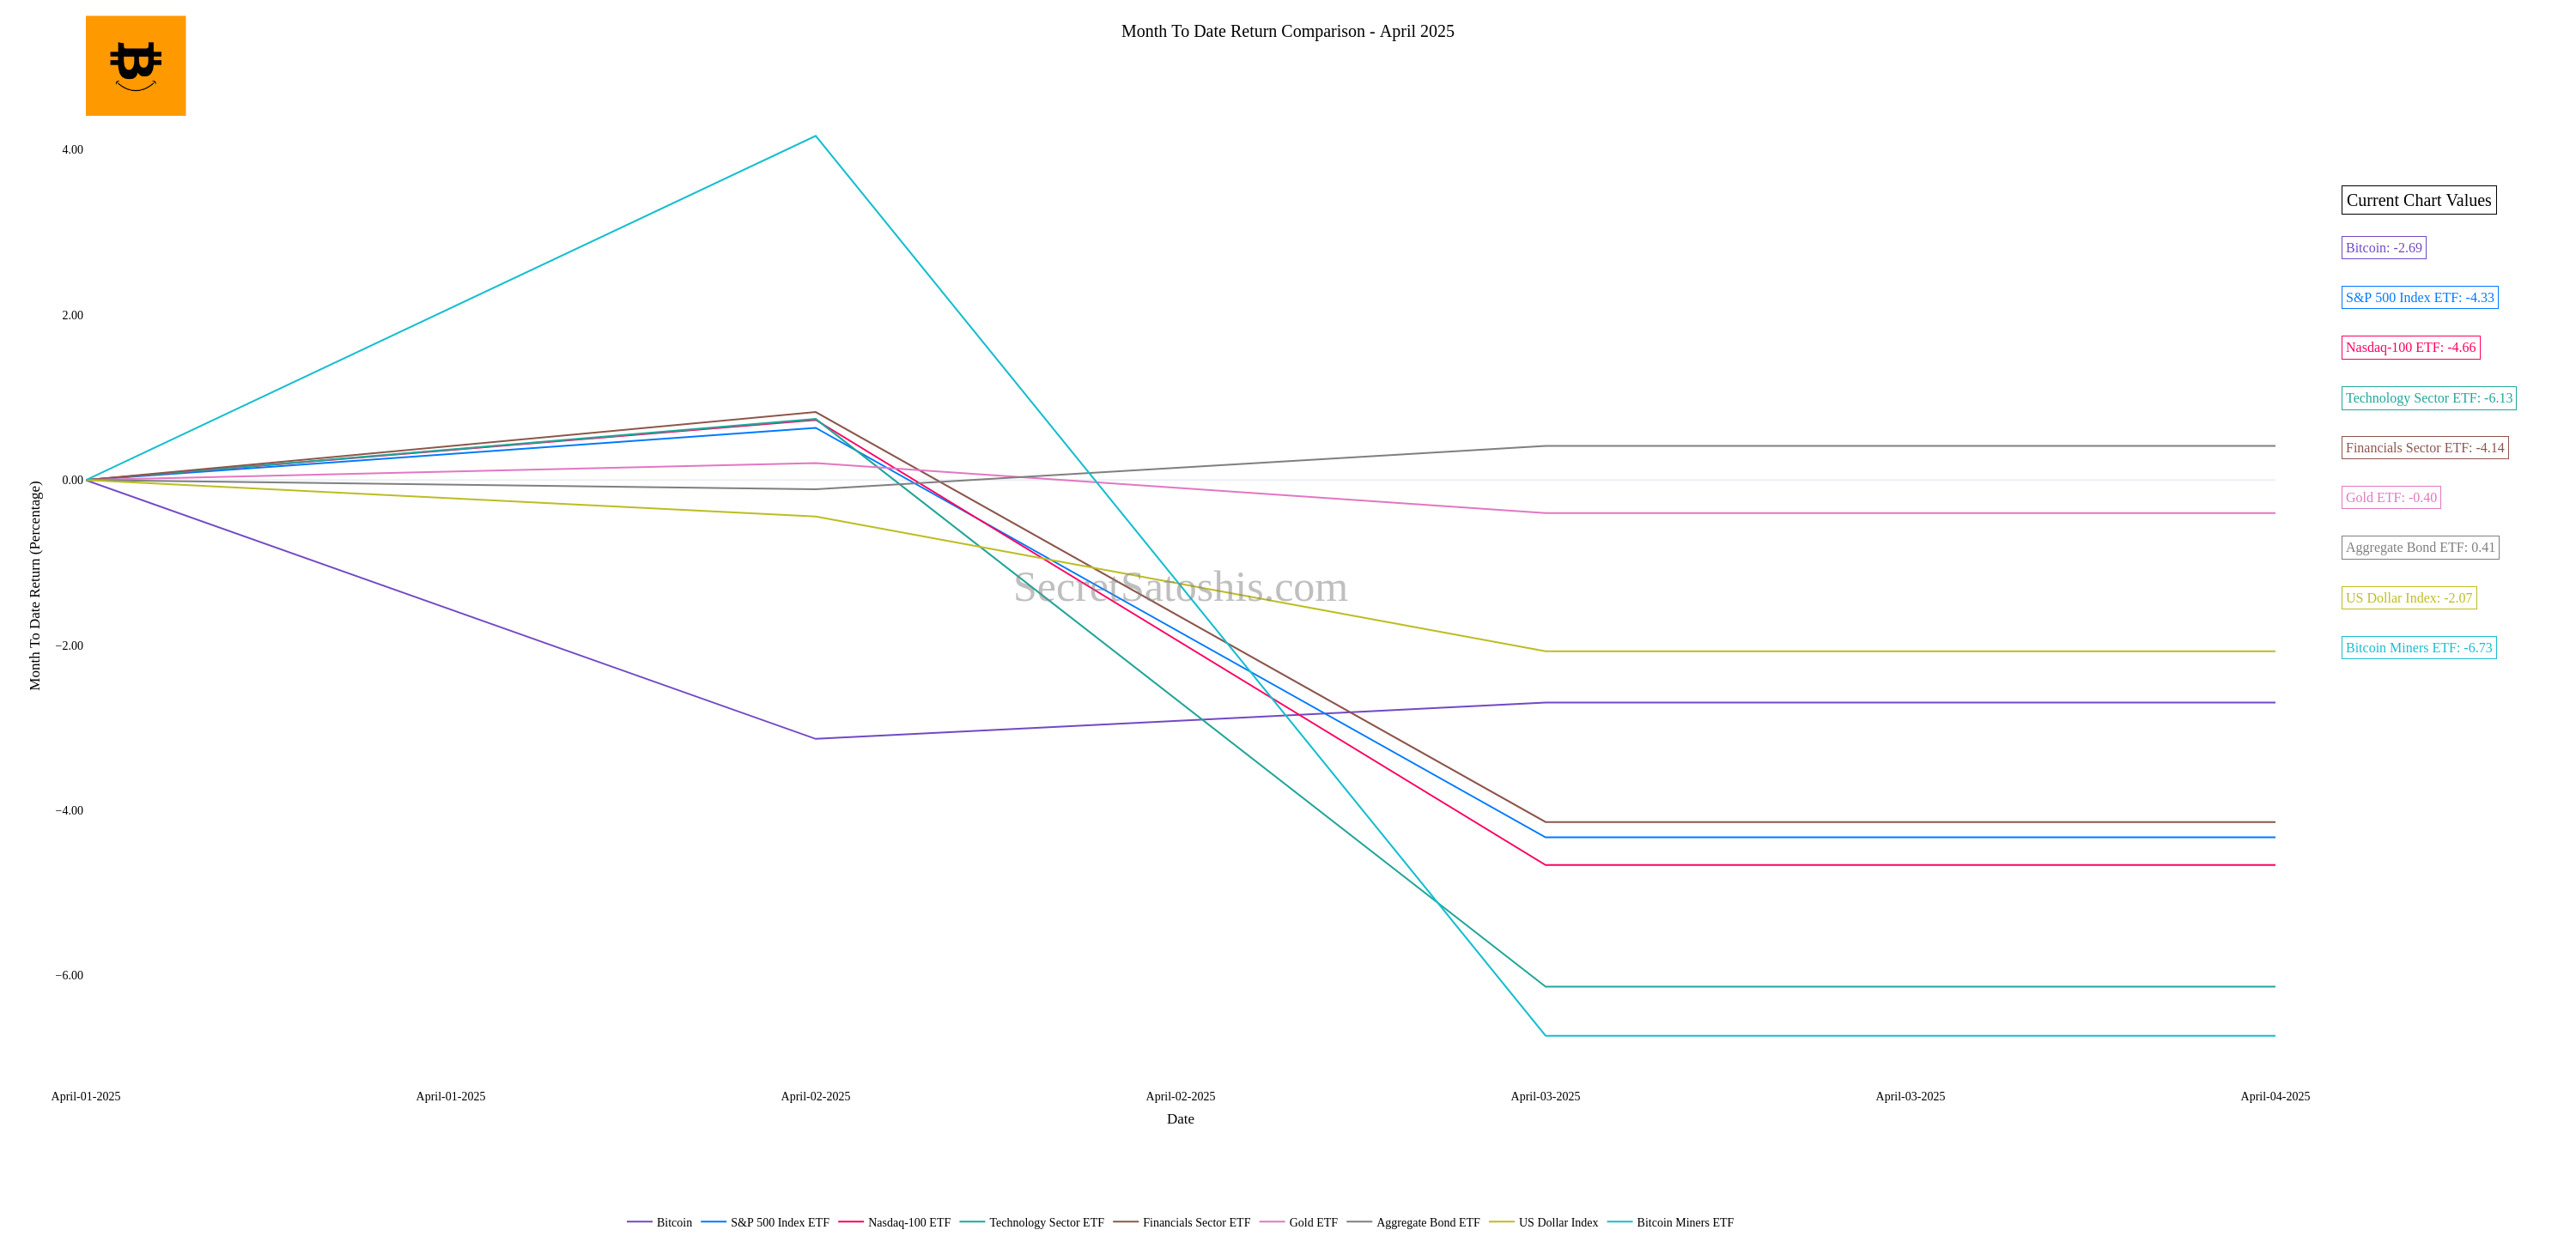 Month To Date Return Comparison - April 2025
4.00
2.00
0.00
−2.00
−4.00
−6.00
Month To Date Return (Percentage)
SecretSatoshis.com
Current Chart Values
Bitcoin: -2.69
S&P 500 Index ETF: -4.33
Nasdaq-100 ETF: -4.66
Technology Sector ETF: -6.13
Financials Sector ETF: -4.14
Gold ETF: -0.40
Aggregate Bond ETF: 0.41
US Dollar Index: -2.07
Bitcoin Miners ETF: -6.73
April-01-2025
April-01-2025
April-02-2025
April-02-2025
April-03-2025
April-03-2025
April-04-2025
Date
Bitcoin
S&P 500 Index ETF
Nasdaq-100 ETF
Technology Sector ETF
Financials Sector ETF
Gold ETF
Aggregate Bond ETF
US Dollar Index
Bitcoin Miners ETF